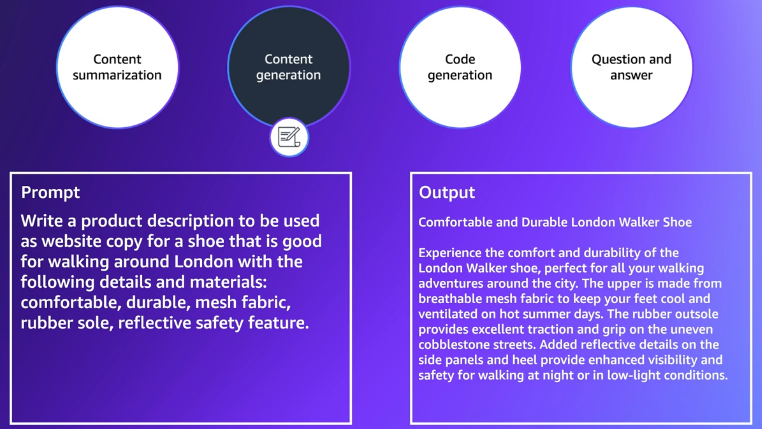 Content
summarization
Content
generation
Code
generation
Question and
answer
Prompt
Write a product description to be used
as website copy for a shoe that is good
for walking around London with the
following details and materials:
comfortable, durable, mesh fabric,
rubber sole, reflective safety feature.
Output
Comfortable and Durable London Walker Shoe
Experience the comfort and durability of the
London Walker shoe, perfect for all your walking
adventures around the city. The upper is made from
breathable mesh fabric to keep your feet cool and
ventilated on hot summer days. The rubber outsole
provides excellent traction and grip on the uneven
cobblestone streets. Added reflective details on the
side panels and heel provide enhanced visibility and
safety for walking at night or in low-light conditions.